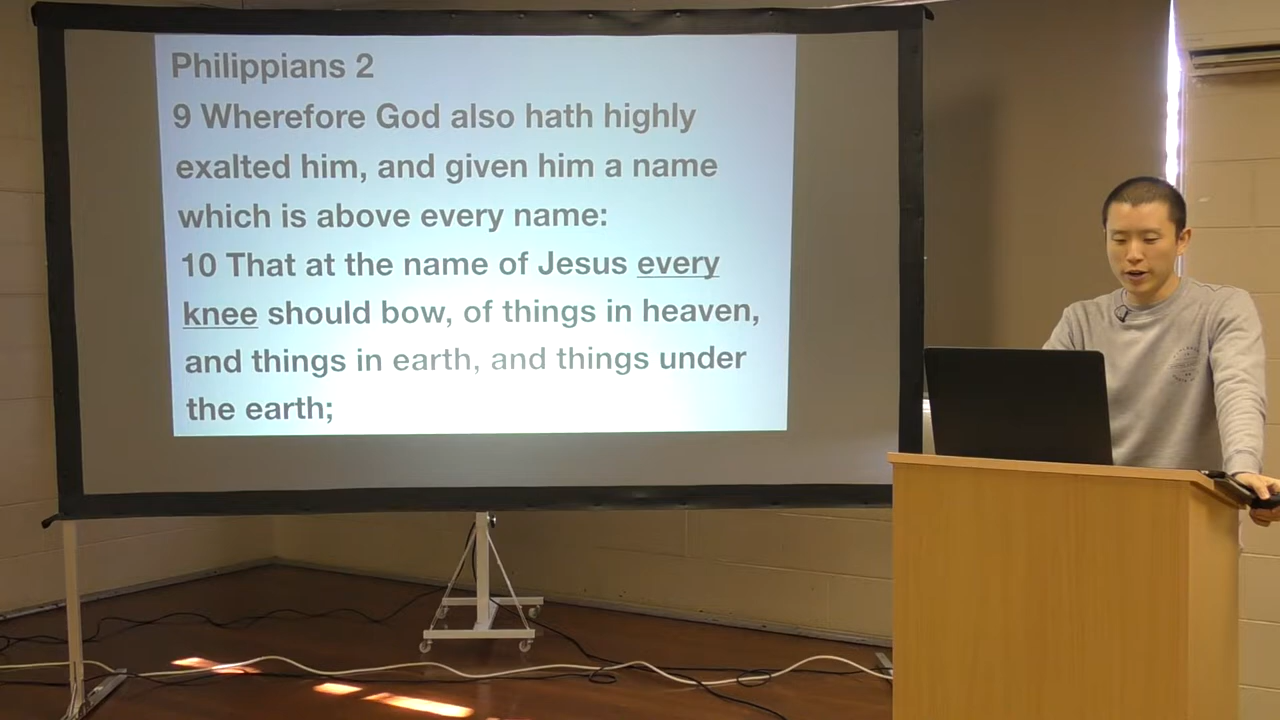 Philippians 2
9 Wherefore God also hath highly
exalted him, and given him a name
which is above every name:
10 That at the name of Jesus every
knee should bow, of things in heaven,
and things in earth, and things under
the earth;